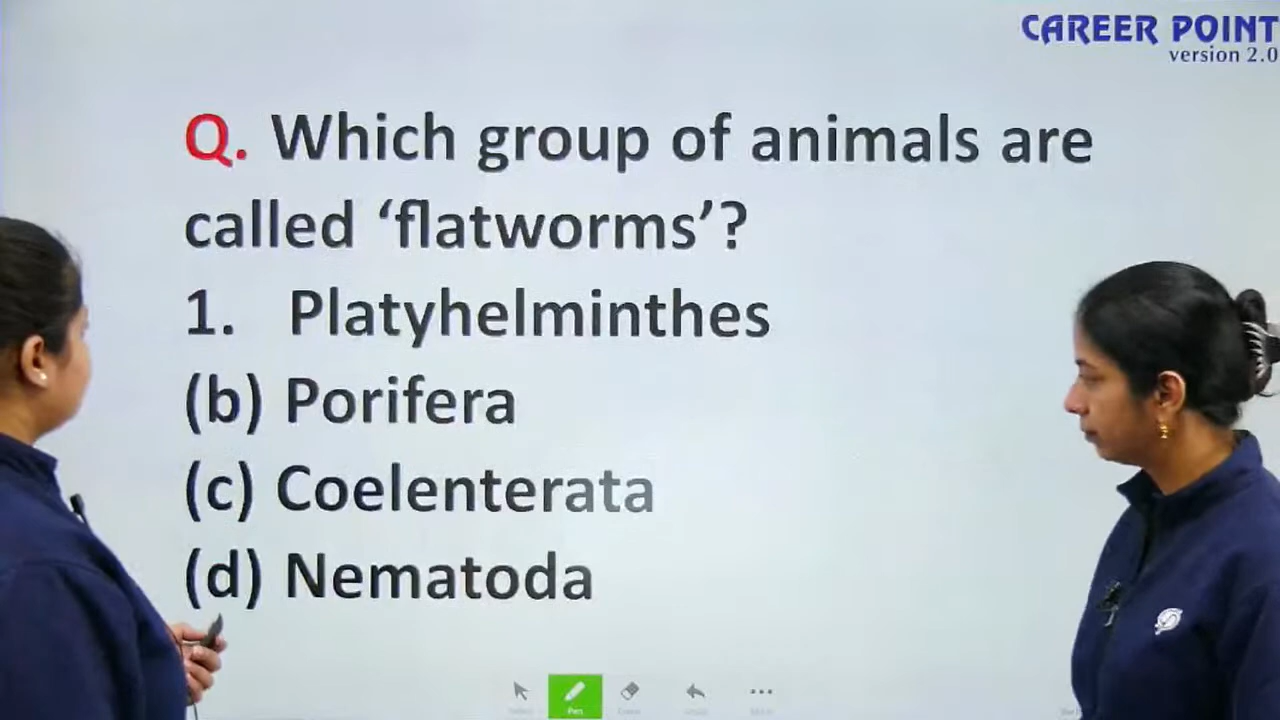 CAREER POINT
version 2.0
Q. Which group of animals are
called ‘flatworms’?
1. Platyhelminthes
(b) Porifera
(c) Coelenterata
(d) Nematoda